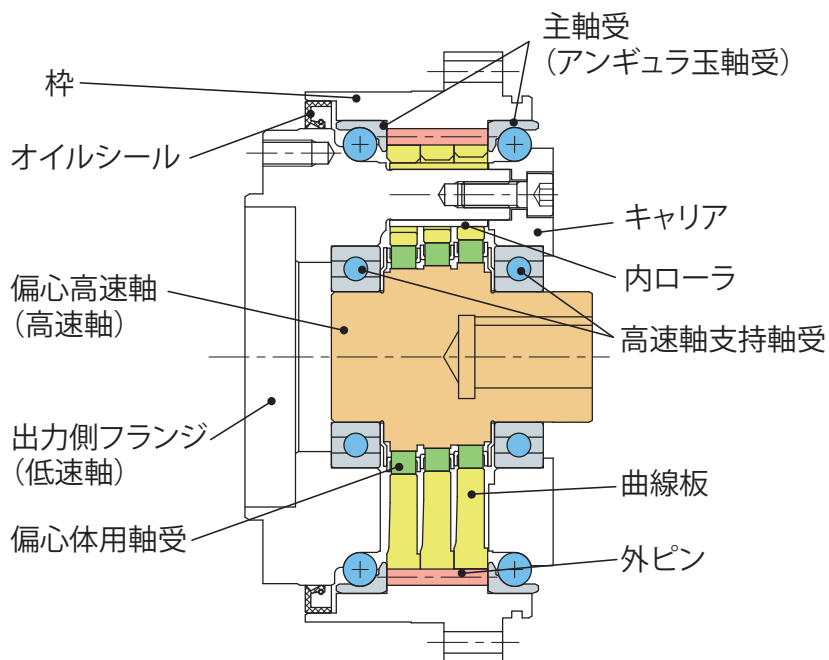 主軸受
（アンギュラ玉軸受）
枠
オイルシール
キャリア
内ローラ
偏心高速軸
（高速軸）
高速軸支持軸受
出力側フランジ
（低速軸）
曲線板
偏心体用軸受
外ピン